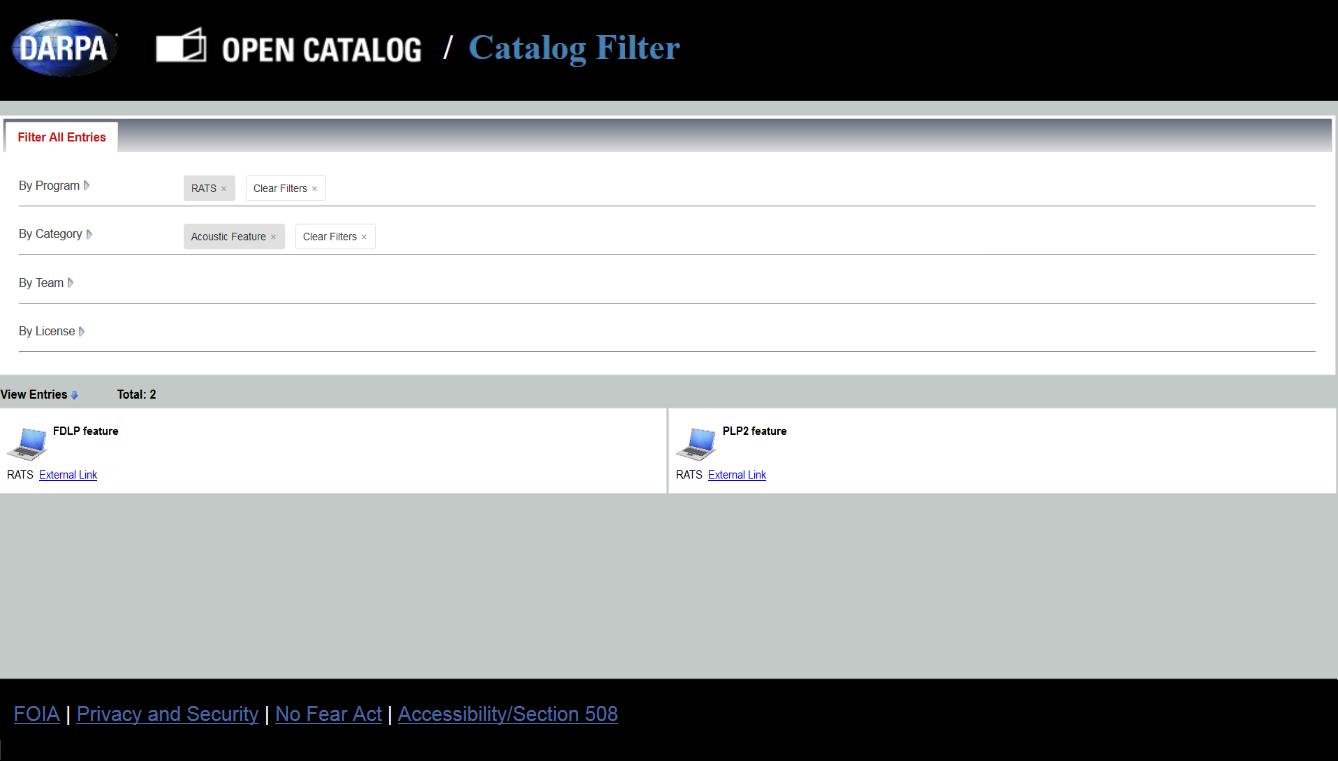 DARPA OPEN CATALOG / Catalog Filter
Filter All Entries
By Program RATS × Clear Filters ×
By Category Acoustic Feature × Clear Filters ×
By Team
By License
View Entries Total: 2
FDLP feature
RATS External Link
PLP2 feature
RATS External Link
FOIA | Privacy and Security | No Fear Act | Accessibility/Section 508